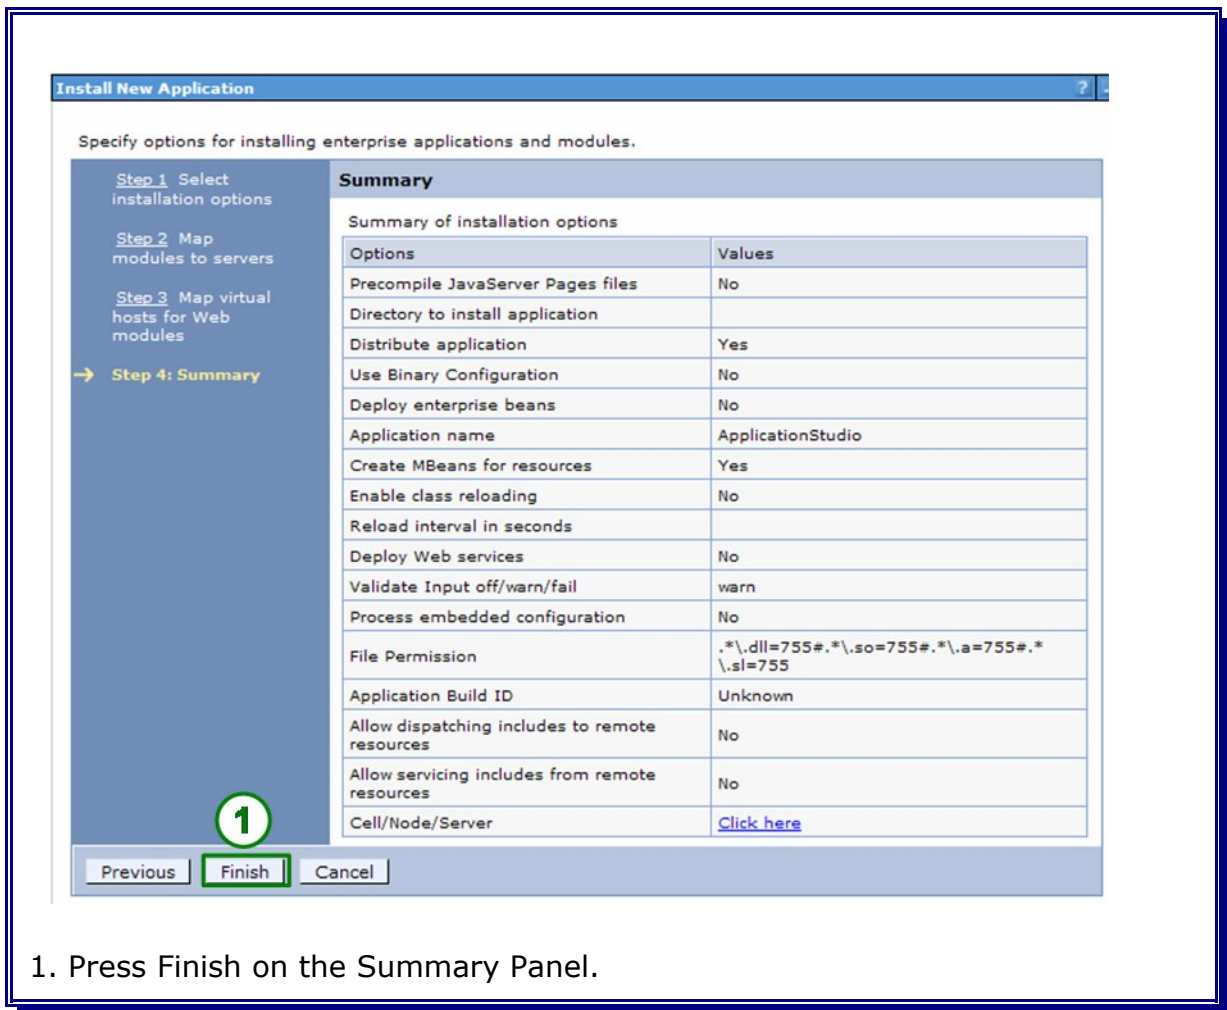 Install New Application
?
Specify options for installing enterprise applications and modules.
Step 1 Select
installation options
Step 2 Map
modules to servers
Step 3 Map virtual
hosts for Web
modules
Step 4: Summary
Summary
Summary of installation options
Options Values
Precompile JavaServer Pages files No
Directory to install application
Distribute application Yes
Use Binary Configuration No
Deploy enterprise beans No
Application name ApplicationStudio
Create MBeans for resources Yes
Enable class reloading No
Reload interval in seconds
Deploy Web services No
Validate Input off/warn/fail warn
Process embedded configuration No
File Permission .*\.dll=755#.*\.so=755#.*\.a=755#.*
\.sl=755
Application Build ID Unknown
Allow dispatching includes to remote
resources No
Allow servicing includes from remote
resources No
Cell/Node/Server Click here
1
Previous Finish Cancel
1. Press Finish on the Summary Panel.